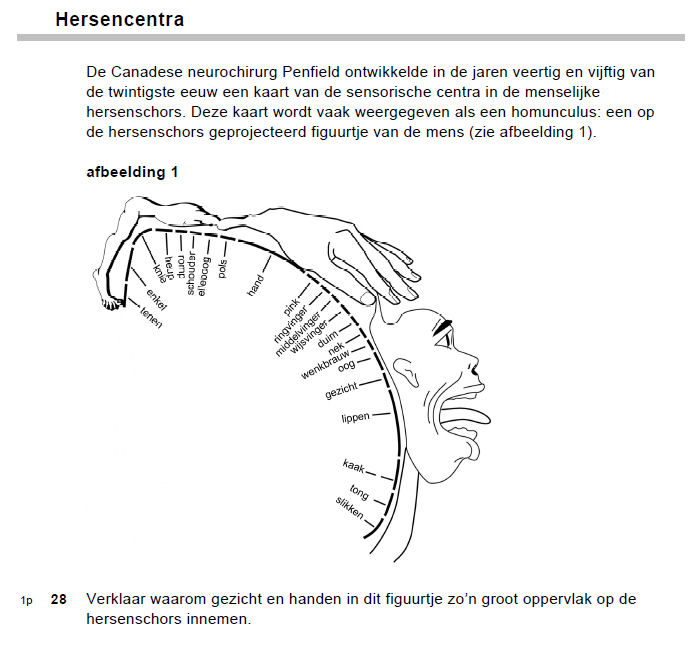 Hersencentra
De Canadese neurochirurg Penfield ontwikkelde in de jaren veertig en vijftig van
de twintigste eeuw een kaart van de sensorische centra in de menselijke
hersenschors. Deze kaart wordt vaak weergegeven als een homunculus: een op
de hersenschors geprojecteerd figuurtje van de mens (zie afbeelding 1).
afbeelding 1
tenen
enkel
knie
heup
romp
schouder
elleboog
pols
hand
pink
ringvinger
middelvinger
wijsvinger
duim
nek
wenkbrauw
oog
gezicht
lippen
kaak
tong
slikken
1p 28 Verklaar waarom gezicht en handen in dit figuurtje zo'n groot oppervlak op de
hersenschors innemen.